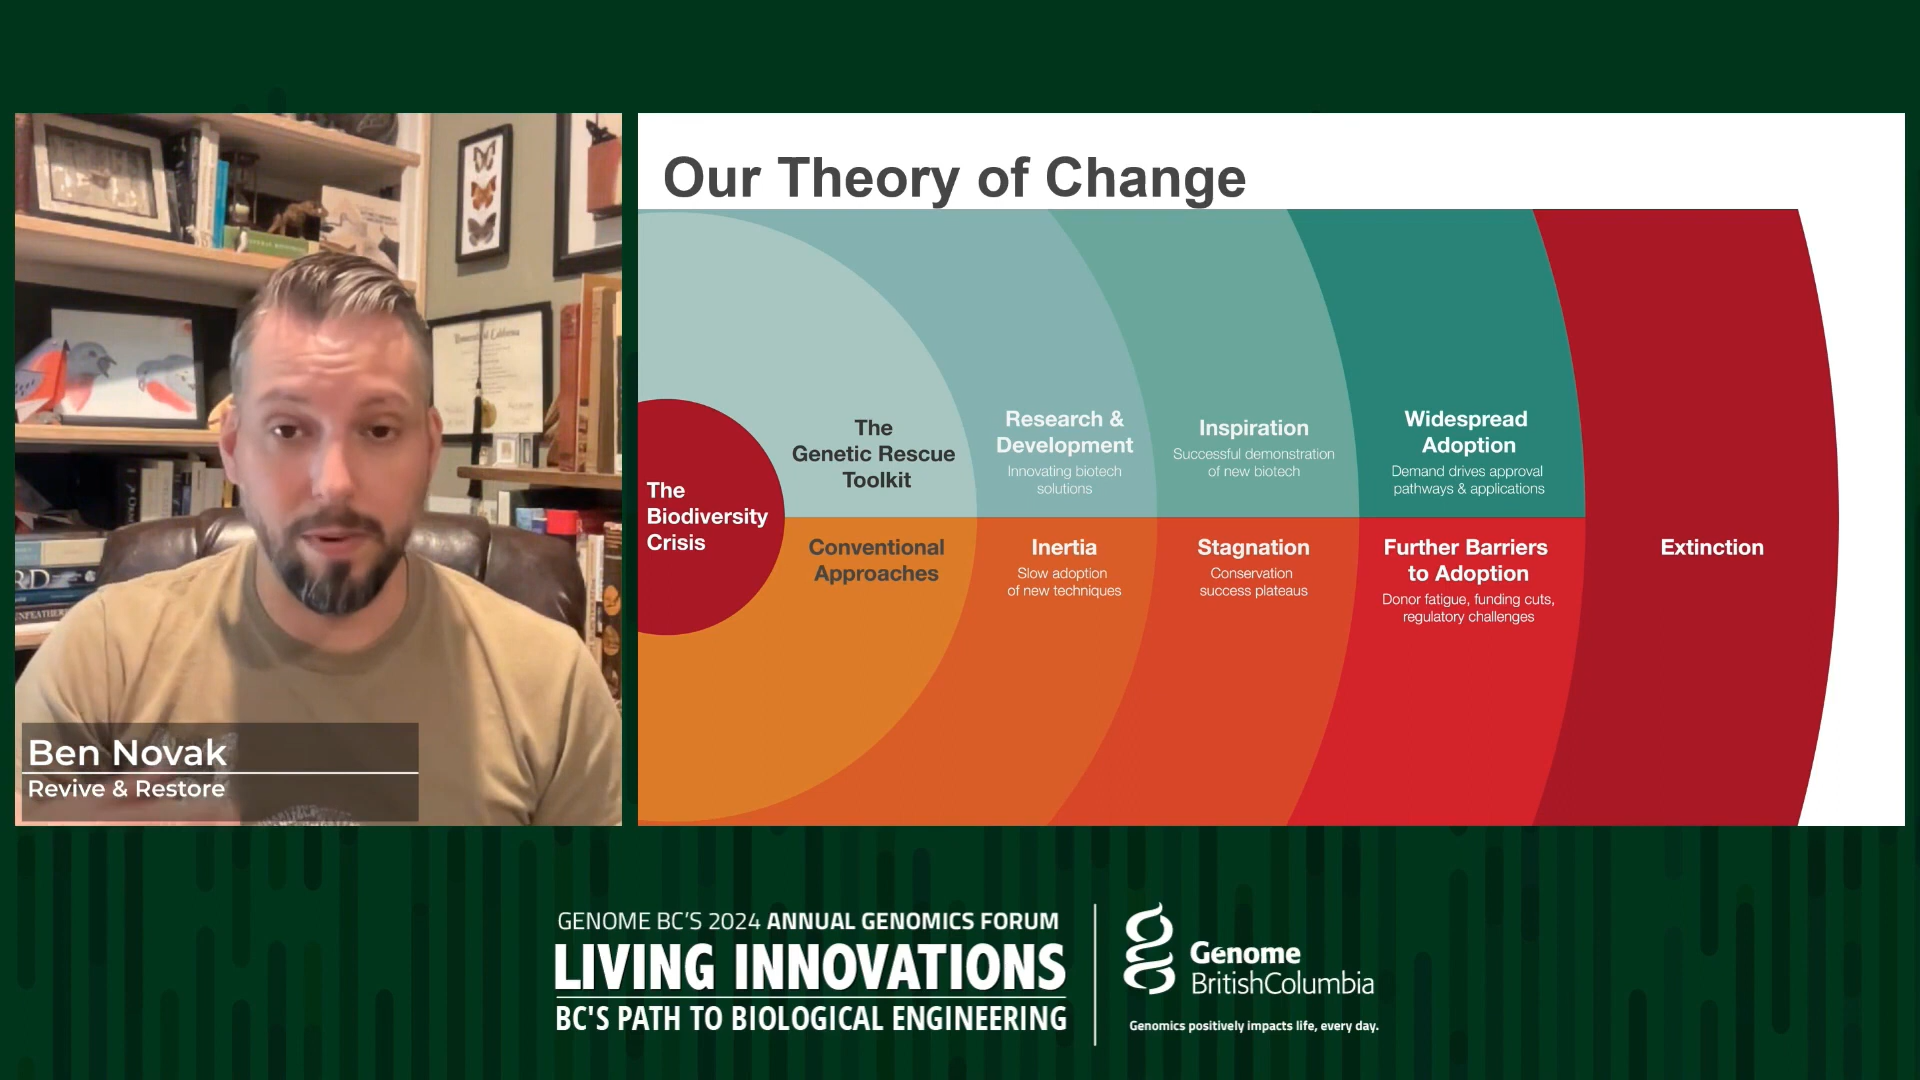 Our Theory of Change
The
Biodiversity
Crisis
The
Genetic Rescue
Toolkit
Research &
Development
Innovating biotech
solutions
Inspiration
Successful demonstration
of new biotech
Widespread
Adoption
Demand drives approval
pathways & applications
Conventional
Approaches
Inertia
Slow adoption
of new techniques
Stagnation
Conservation
success plateaus
Further Barriers
to Adoption
Donor fatigue, funding cuts,
regulatory challenges
Extinction
University of California
Ben Novak
Revive & Restore
GENOME BC'S 2024 ANNUAL GENOMICS FORUM
LIVING INNOVATIONS
BC'S PATH TO BIOLOGICAL ENGINEERING
Genome
BritishColumbia
Genomics positively impacts life, every day.